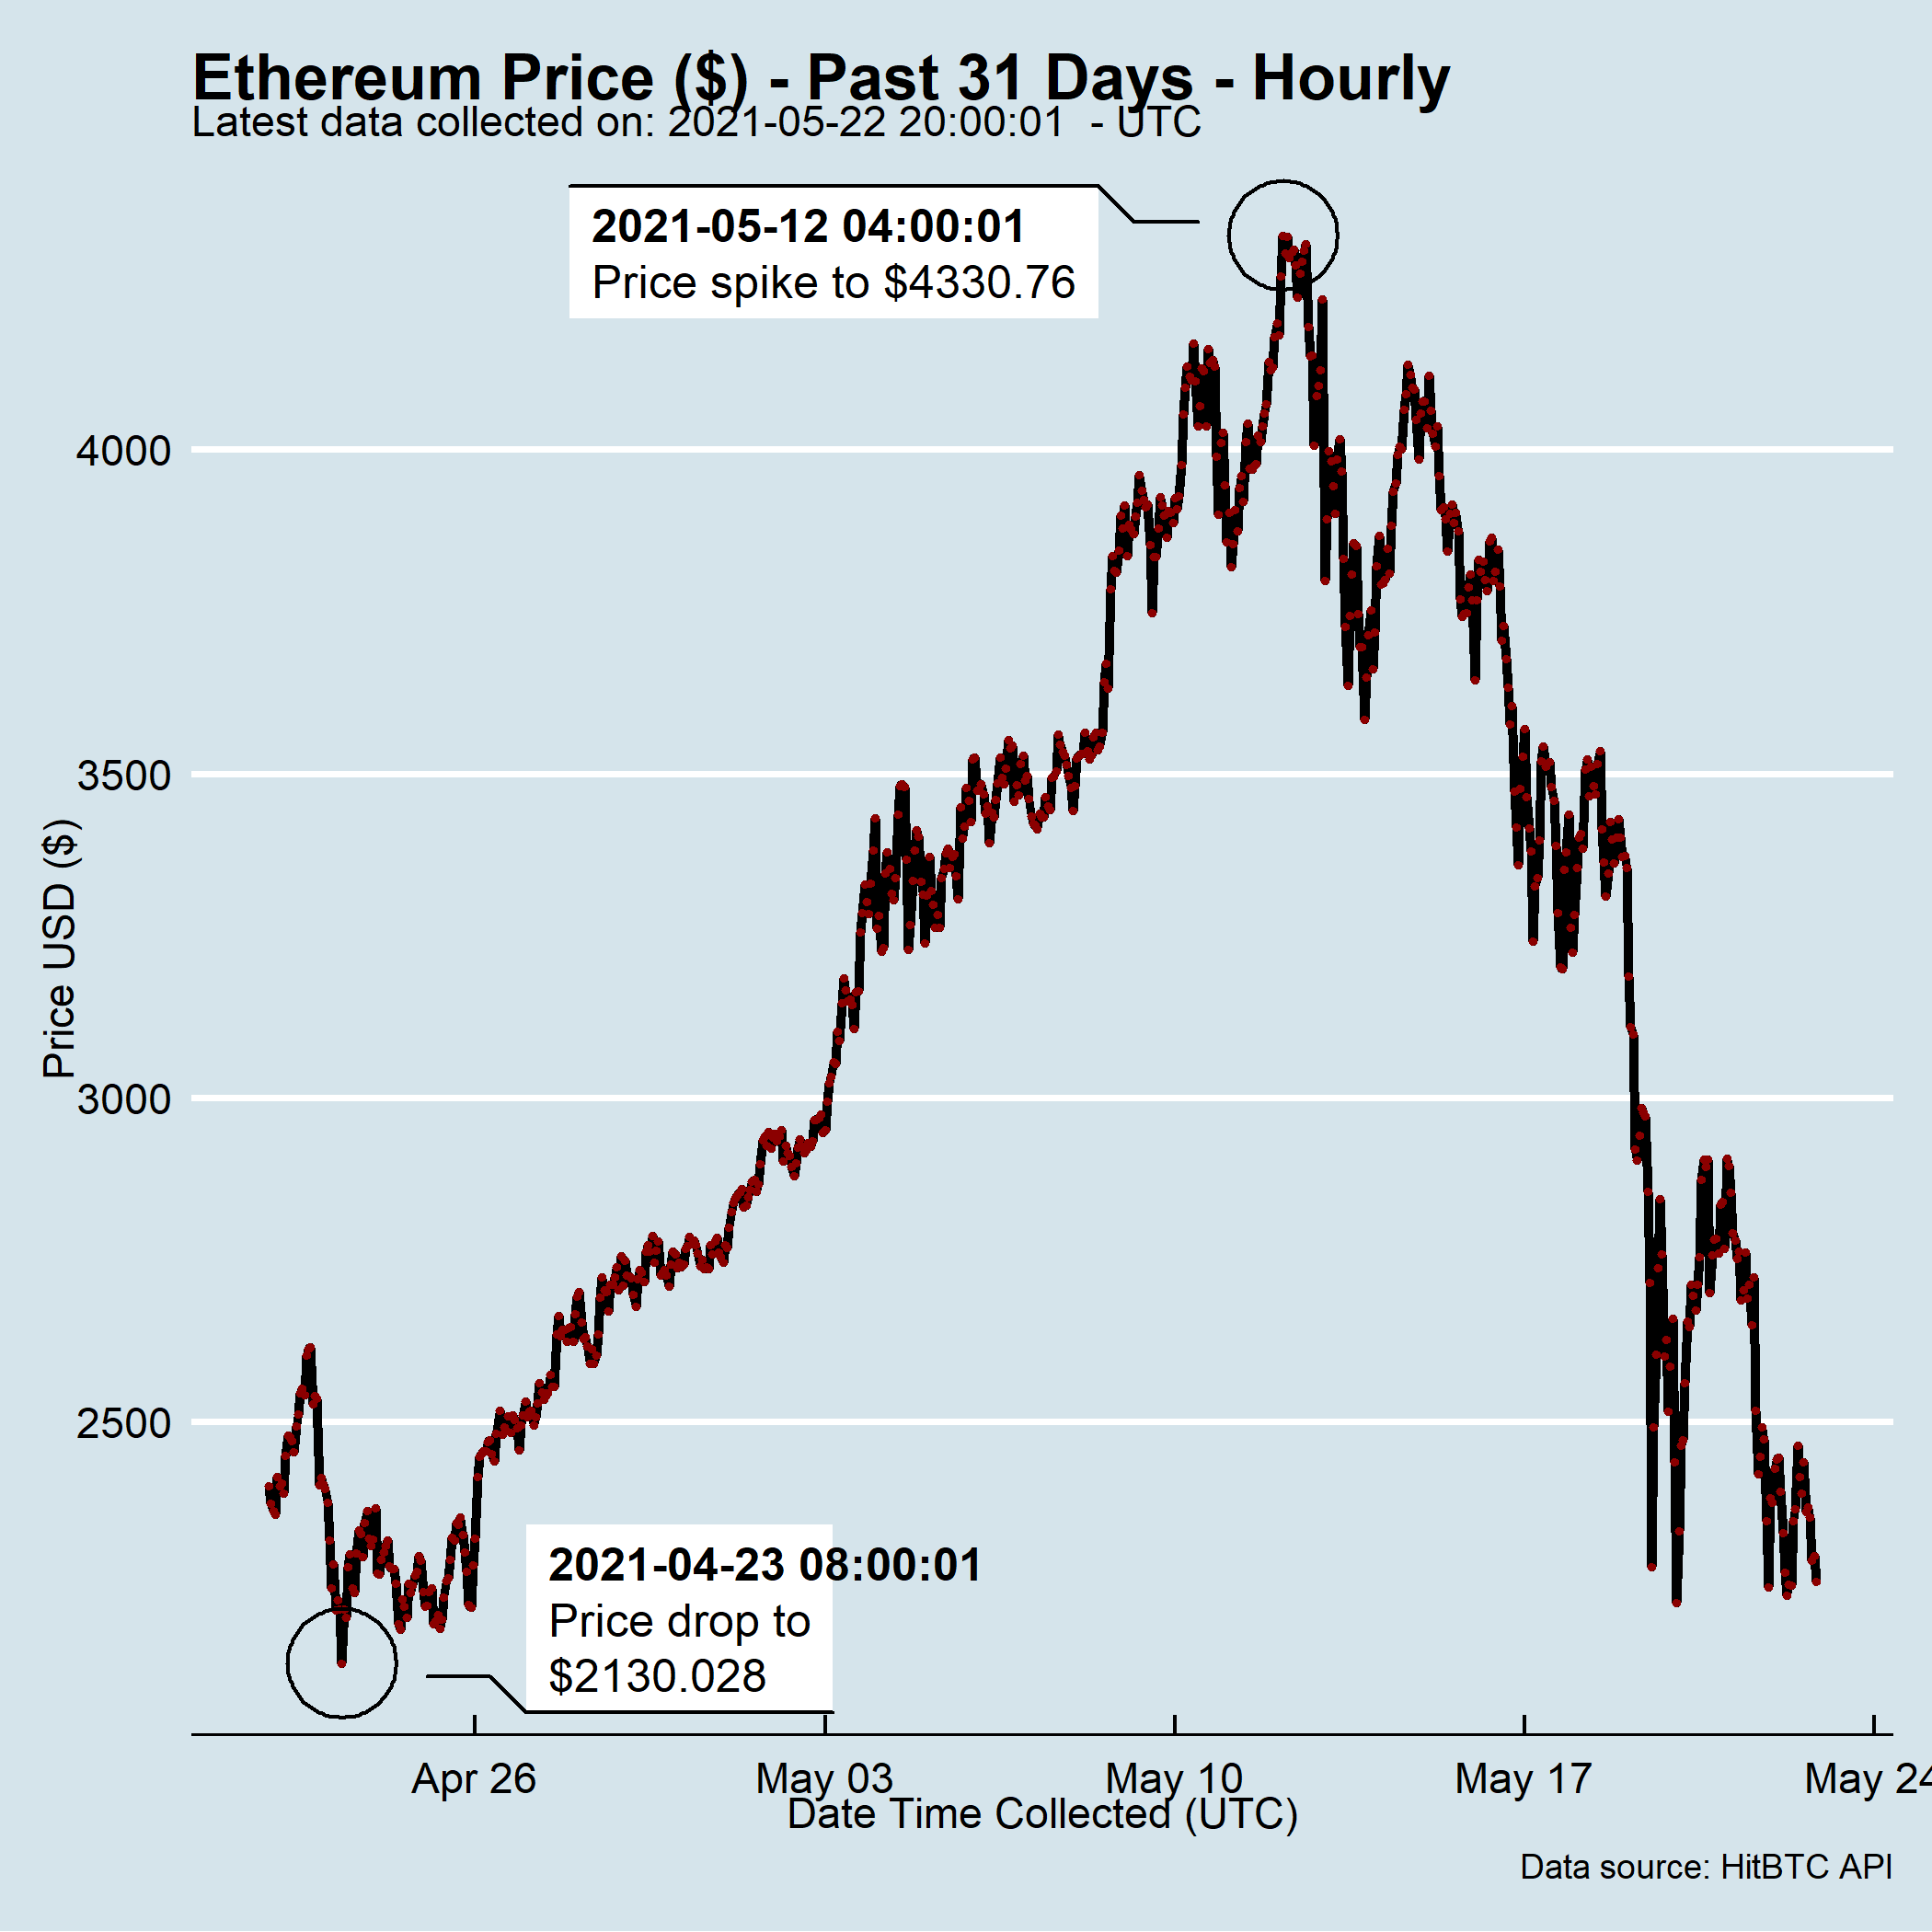 Ethereum Price ($) - Past 31 Days - Hourly
Latest data collected on: 2021-05-22 20:00:01  - UTC
2021-05-12 04:00:01
Price spike to $4330.76
4000
3500
3000
2500
Price USD ($)
2021-04-23 08:00:01
Price drop to
$2130.028
Apr 26
May 03
May 10
May 17
May 24
Date Time Collected (UTC)
Data source: HitBTC API